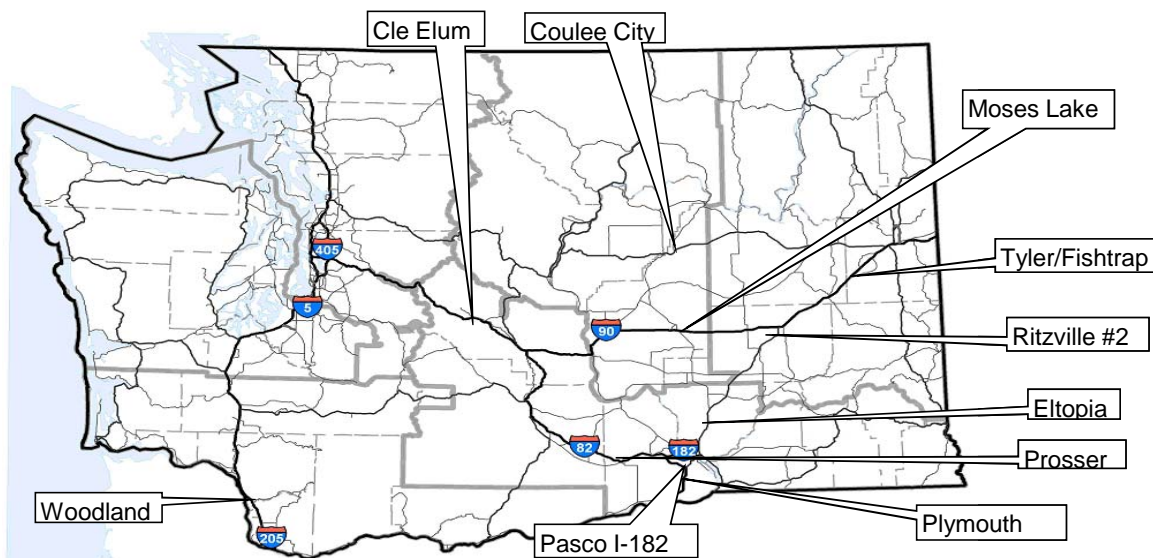 Cle Elum
Coulee City
Moses Lake
405
Tyler/Fishtrap
5
90
Ritzville #2
Eltopia
82
182
Prosser
Woodland
205
Pasco I-182
Plymouth